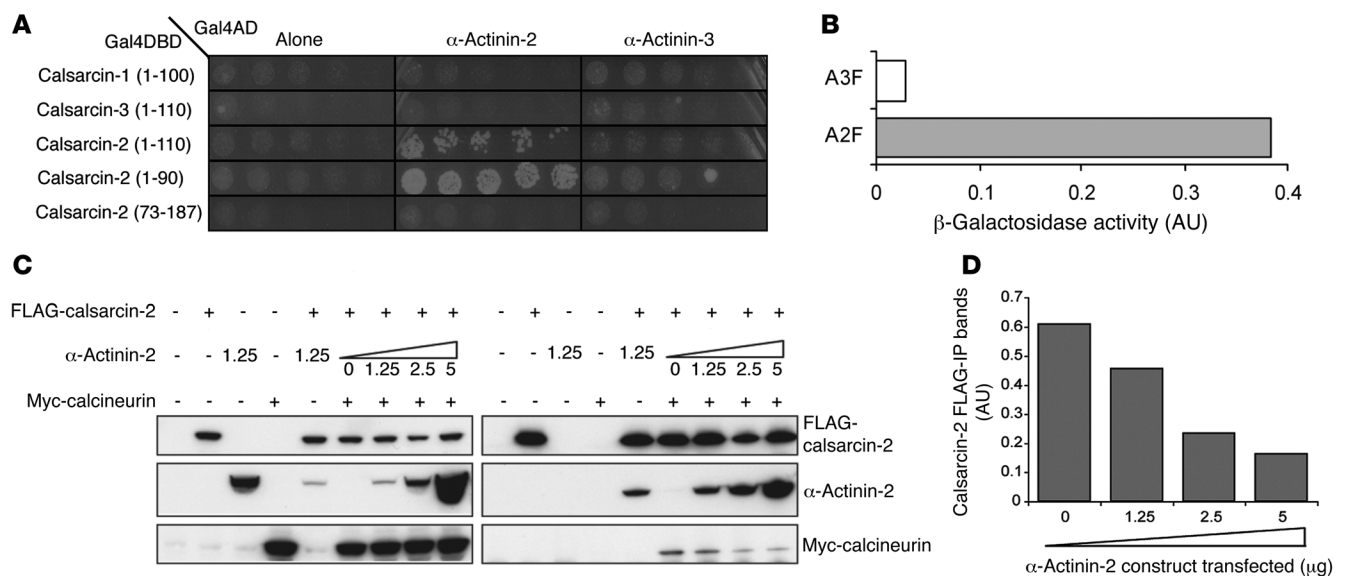 A
Gal4AD
Gal4DBD
Alone
α-Actinin-2
α-Actinin-3
Calsarcin-1 (1-100)
Calsarcin-3 (1-110)
Calsarcin-2 (1-110)
Calsarcin-2 (1-90)
Calsarcin-2 (73-187)
B
A3F
A2F
0 0.1 0.2 0.3 0.4
β-Galactosidase activity (AU)
C
FLAG-calsarcin-2 - + - - + + + + + - + - - + + + + +
α-Actinin-2 - - 1.25 - 1.25 0 1.25 2.5 5 - - 1.25 - 1.25 0 1.25 2.5 5
Myc-calcineurin - - - + - + + + + - - - + - + + + +
FLAG-
calsarcin-2
α-Actinin-2
Myc-calcineurin
D
Calsarcin-2 FLAG-IP bands
(AU)
0.7
0.6
0.5
0.4
0.3
0.2
0.1
0
0 1.25 2.5 5
α-Actinin-2 construct transfected (μg)